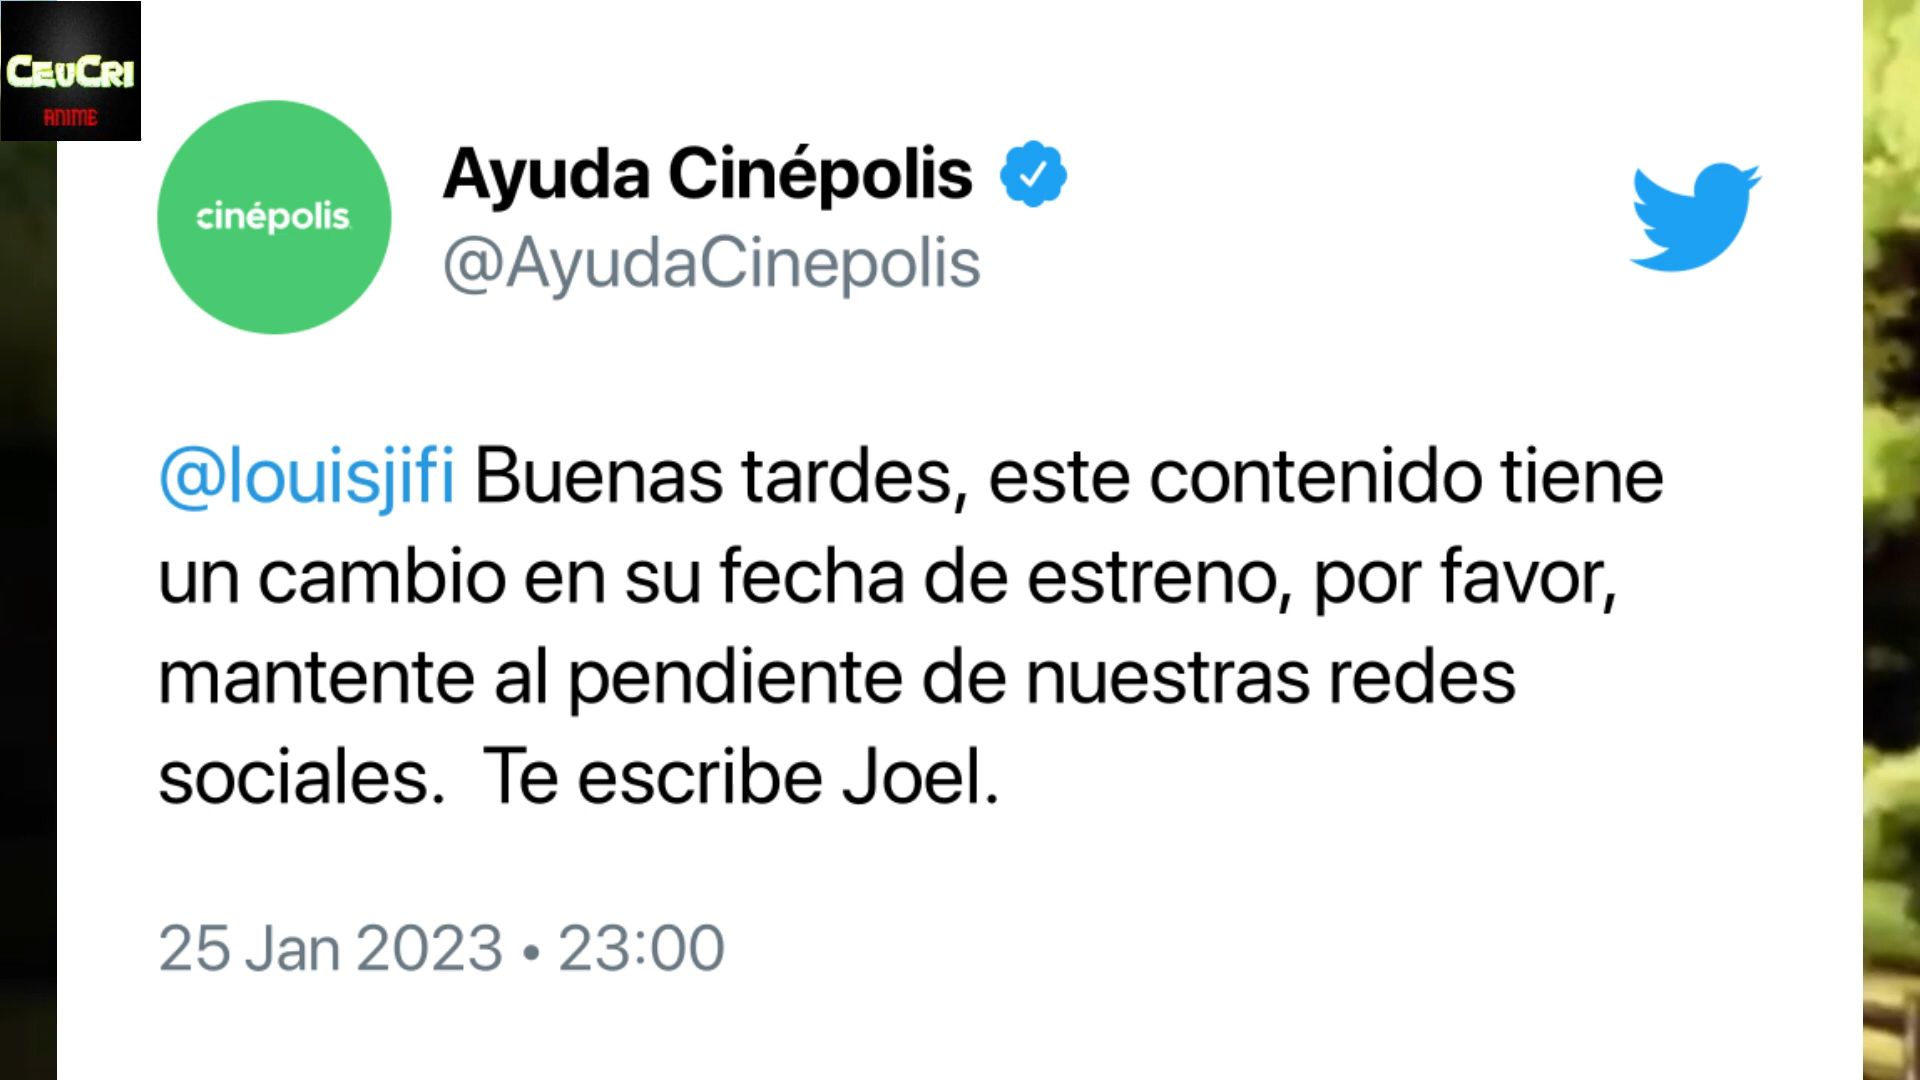 CEUCRI
ANIME
cinépolis
Ayuda Cinépolis
@AyudaCinepolis
@louisjifi Buenas tardes, este contenido tiene
un cambio en su fecha de estreno, por favor,
mantente al pendiente de nuestras redes
sociales.  Te escribe Joel.
25 Jan 2023 • 23:00